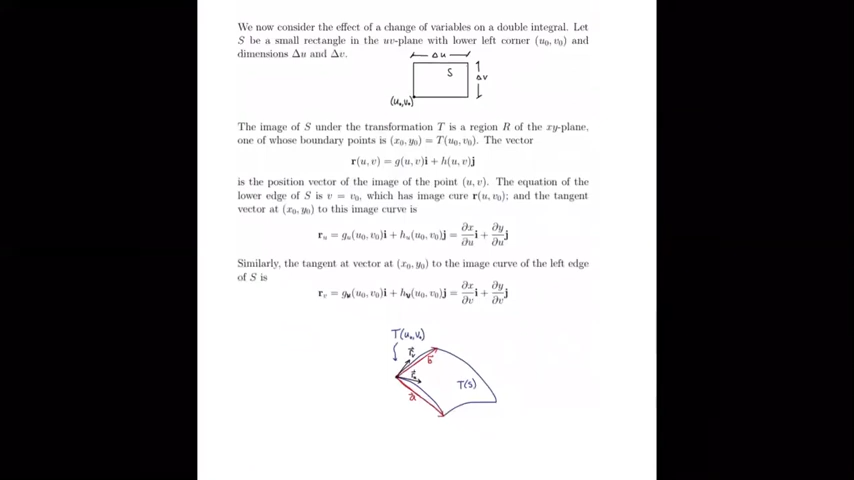 We now consider the effect of a change of variables on a double integral. Let
S be a small rectangle in the uv-plane with lower left corner (u₀, v₀) and
dimensions Δu and Δv.
Δu
S
Δv
(u₀,v₀)
The image of S under the transformation T is a region R of the xy-plane,
one of whose boundary points is (x₀, y₀) = T(u₀, v₀). The vector
r(u, v) = g(u, v)i + h(u, v)j
is the position vector of the image of the point (u, v). The equation of the
lower edge of S is v = v₀, which has image cure r(u, v₀); and the tangent
vector at (x₀, y₀) to this image curve is
rᵤ = gᵤ(u₀, v₀)i + hᵤ(u₀, v₀)j = ∂x/∂u i + ∂y/∂u j
Similarly, the tangent at vector at (x₀, y₀) to the image curve of the left edge
of S is
rᵥ = gᵥ(u₀, v₀)i + hᵥ(u₀, v₀)j = ∂x/∂v i + ∂y/∂v j
T(u₀,v₀)
r⃗ᵥ
b⃗
r⃗ᵤ
T(S)
a⃗